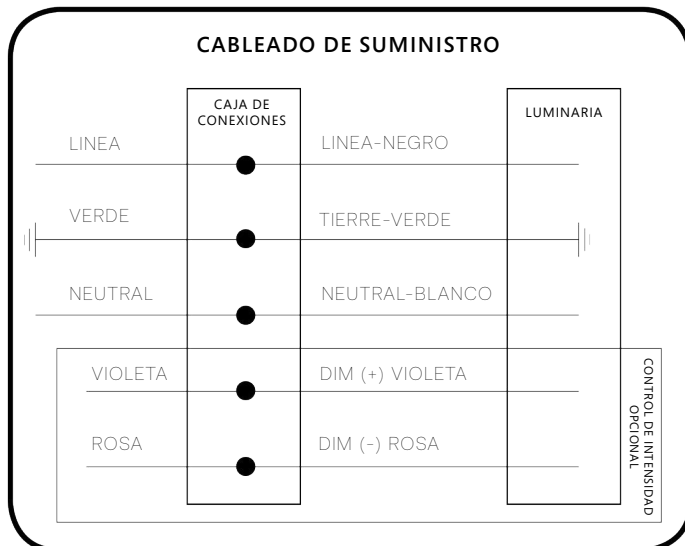 CABLEADO DE SUMINISTRO
CAJA DE
CONEXIONES
LUMINARIA
LINEA
LINEA-NEGRO
VERDE
TIERRE-VERDE
NEUTRAL
NEUTRAL-BLANCO
VIOLETA
DIM (+) VIOLETA
ROSA
DIM (-) ROSA
CONTROL DE INTENSIDAD
OPCIONAL